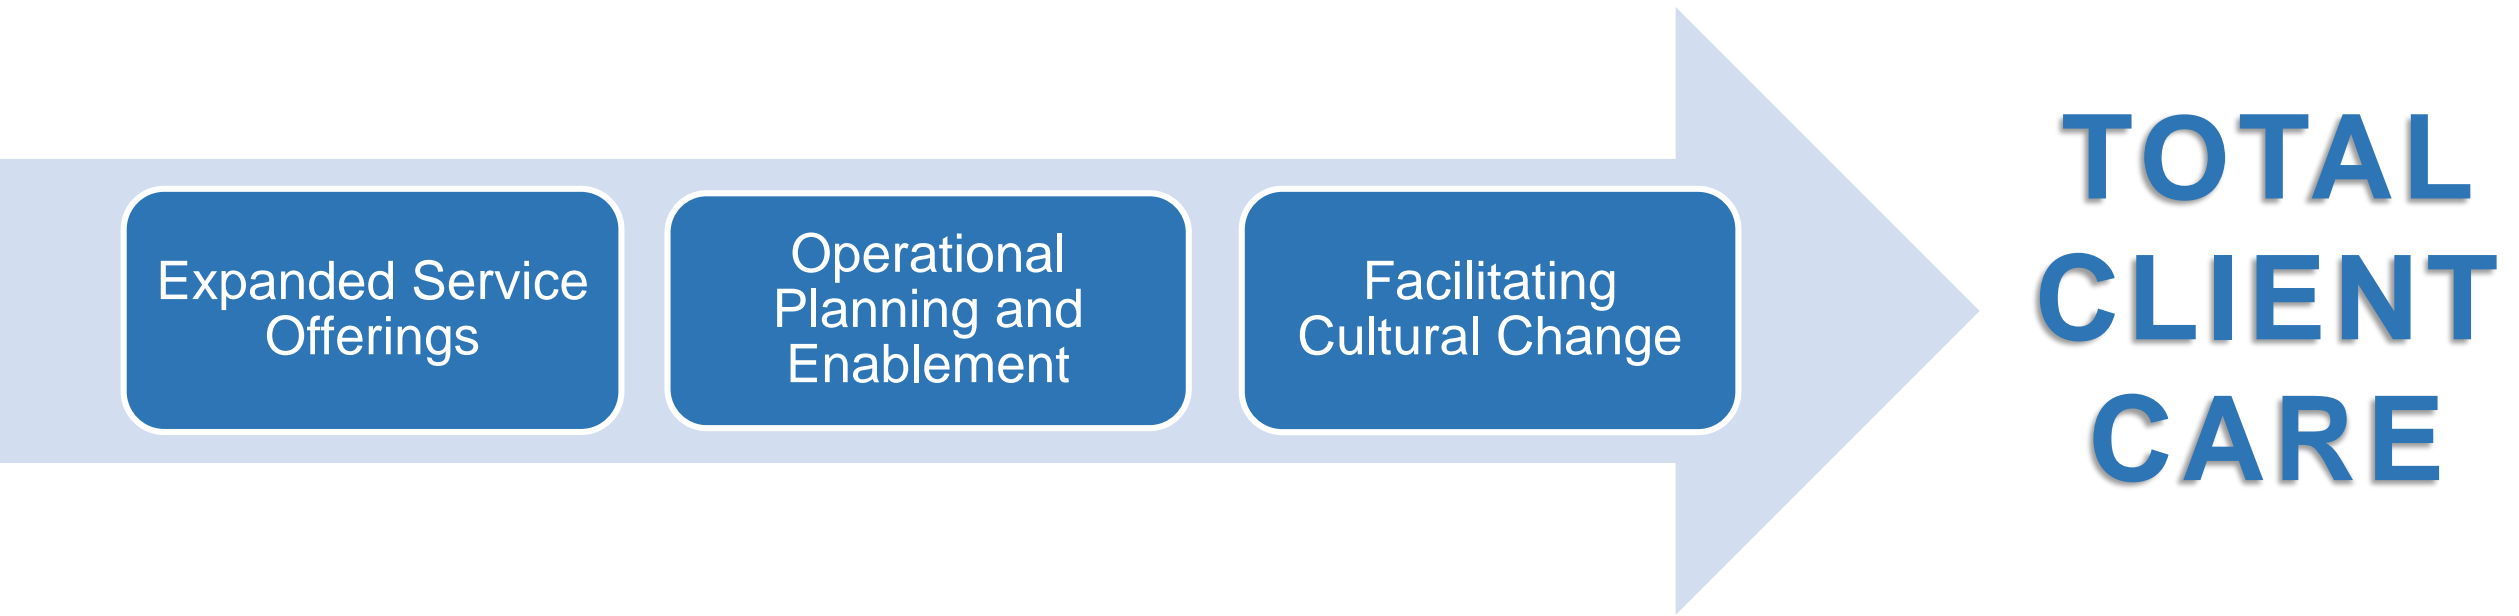 Expanded Service
Offerings
Operational
Planning and
Enablement
Facilitating
Cultural Change
TOTAL
CLIENT
CARE